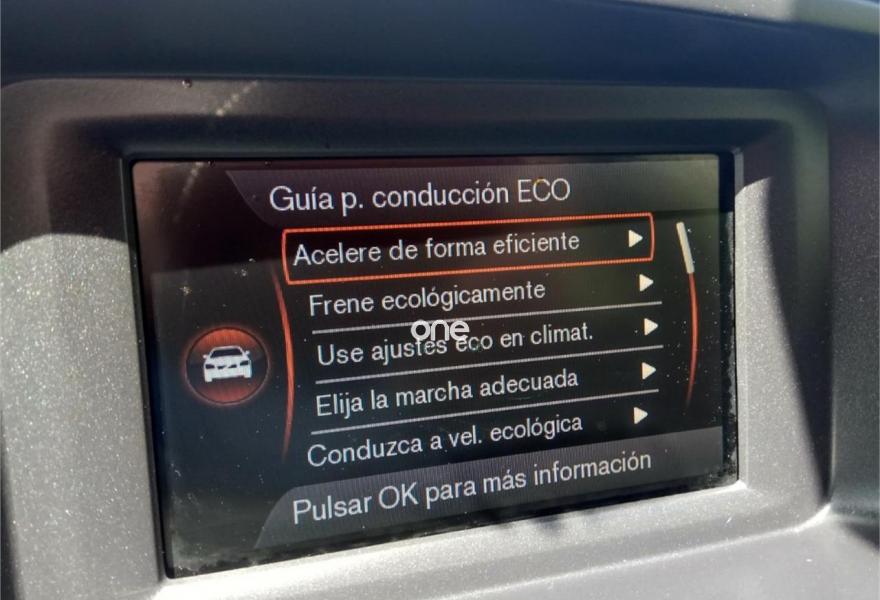 Guía p. conducción ECO
Acelere de forma eficiente
Frene ecológicamente
one
Use ajustes eco en climat.
Elija la marcha adecuada
Conduzca a vel. ecológica
Pulsar OK para más información